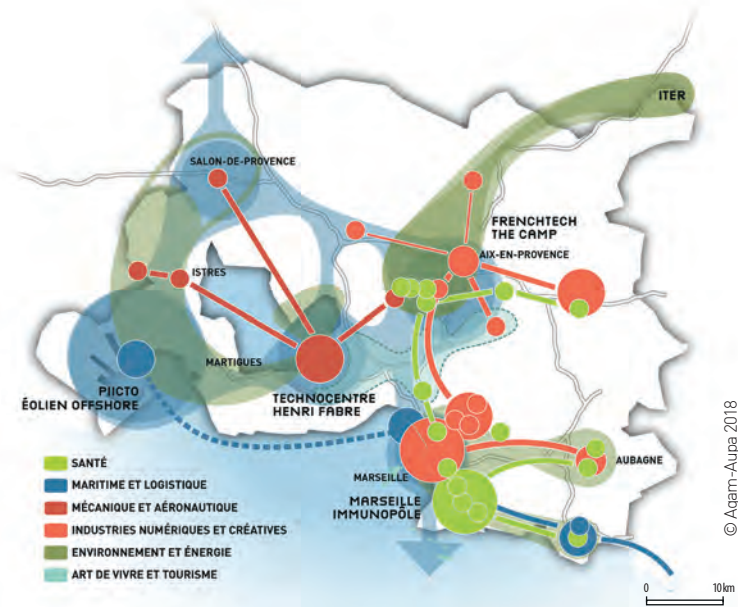 ITER
SALON-DE-PROVENCE
FRENCHTECH
THE CAMP
AIX-EN-PROVENCE
ISTRES
MARTIGUES
PIICTO
ÉOLIEN OFFSHORE
TECHNOCENTRE
HENRI FABRE
MARSEILLE
AUBAGNE
MARSEILLE
IMMUNOPÔLE
SANTÉ
MARITIME ET LOGISTIQUE
MÉCANIQUE ET AÉRONAUTIQUE
INDUSTRIES NUMÉRIQUES ET CRÉATIVES
ENVIRONNEMENT ET ÉNERGIE
ART DE VIVRE ET TOURISME
© Agam-Aupa 2018
0 10 km